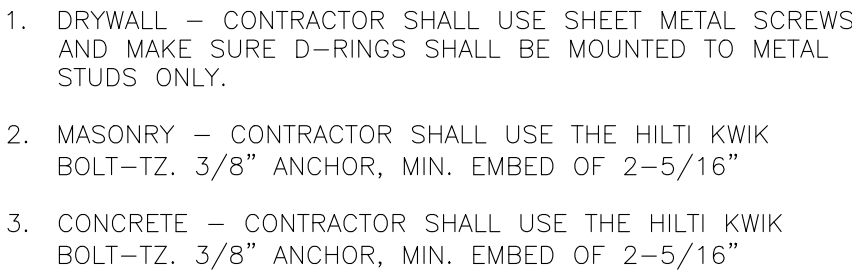 1. DRYWALL – CONTRACTOR SHALL USE SHEET METAL SCREWS
AND MAKE SURE D–RINGS SHALL BE MOUNTED TO METAL
STUDS ONLY.
2. MASONRY – CONTRACTOR SHALL USE THE HILTI KWIK
BOLT–TZ. 3/8" ANCHOR, MIN. EMBED OF 2–5/16"
3. CONCRETE – CONTRACTOR SHALL USE THE HILTI KWIK
BOLT–TZ. 3/8" ANCHOR, MIN. EMBED OF 2–5/16"